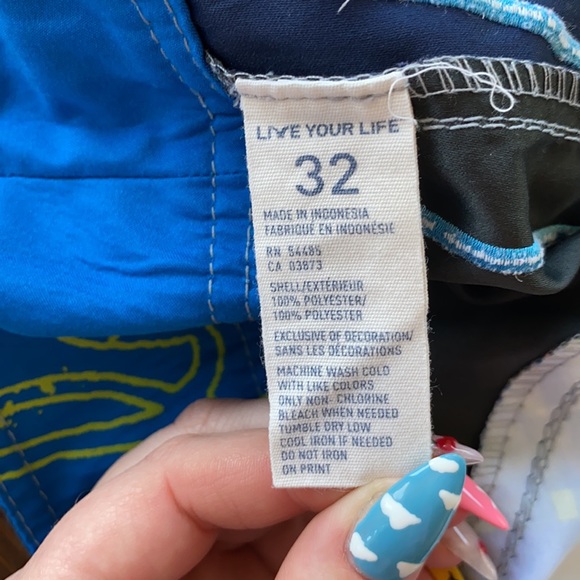 LIVE YOUR LIFE
32
MADE IN INDONESIA
FABRIQUÉ EN INDONÉSIE
RN 54485
CA 03873
SHELL/EXTÉRIEUR
100% POLYESTER/
100% POLYESTER
EXCLUSIVE OF DECORATION/
SANS LES DÉCORATIONS
MACHINE WASH COLD
WITH LIKE COLORS
ONLY NON- CHLORINE
BLEACH WHEN NEEDED
TUMBLE DRY LOW
COOL IRON IF NEEDED
DO NOT IRON
ON PRINT